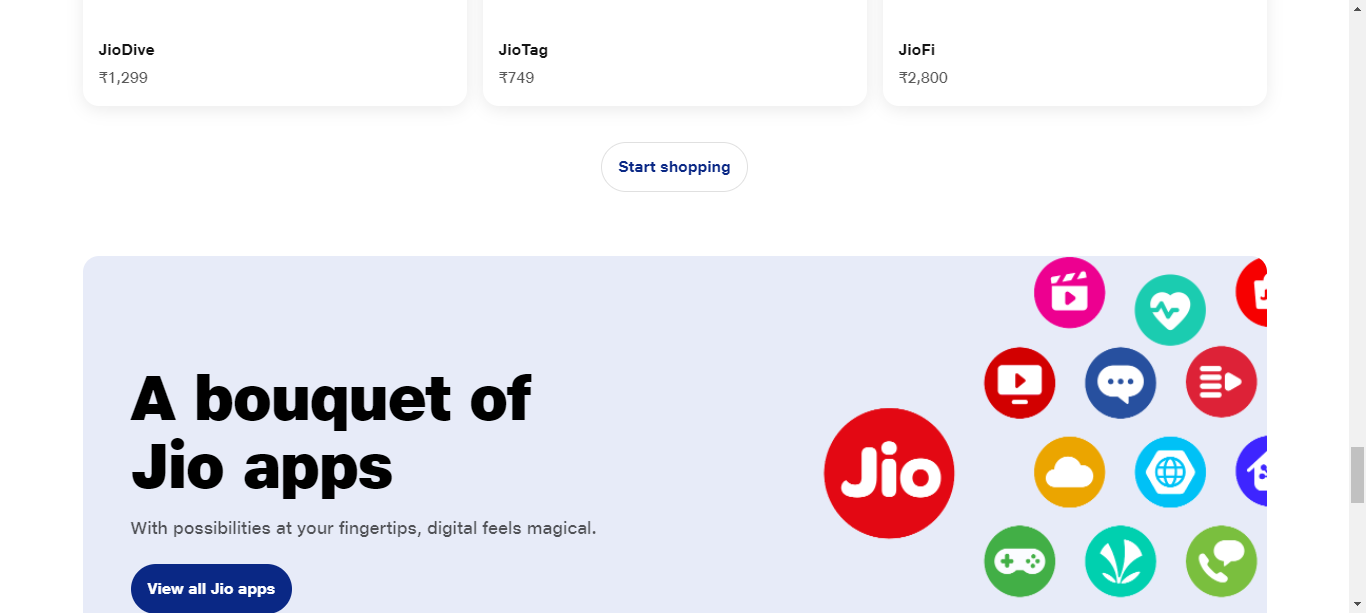 JioDive
₹1,299
JioTag
₹749
JioFi
₹2,800
Start shopping
A bouquet of
Jio apps
With possibilities at your fingertips, digital feels magical.
View all Jio apps
Jio